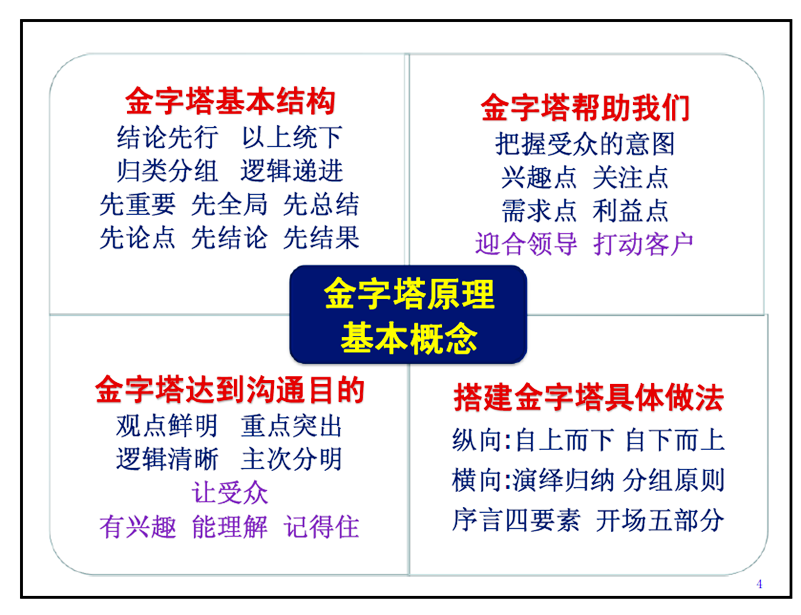 金字塔基本结构
结论先行 以上统下
归类分组 逻辑递进
先重要 先全局 先总结
先论点 先结论 先结果
金字塔帮助我们
把握受众的意图
兴趣点 关注点
需求点 利益点
迎合领导 打动客户
金字塔原理
基本概念
金字塔达到沟通目的
观点鲜明 重点突出
逻辑清晰 主次分明
让受众
有兴趣 能理解 记得住
搭建金字塔具体做法
纵向:自上而下 自下而上
横向:演绎归纳 分组原则
序言四要素 开场五部分
4